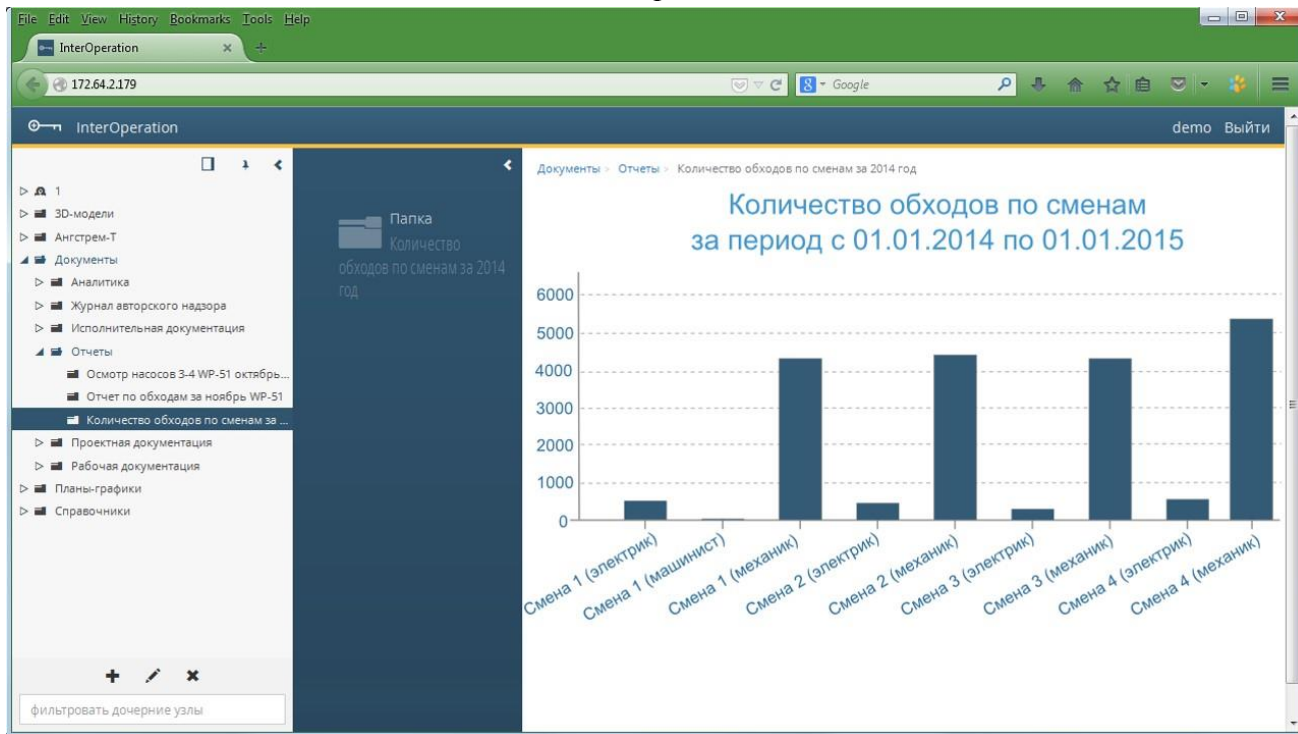 File Edit View History Bookmarks Tools Help
InterOperation
172.64.2.179
Google
InterOperation
demo Выйти
1
3D-модели
Ангстрем-Т
Документы
Аналитика
Журнал авторского надзора
Исполнительная документация
Отчеты
Осмотр насосов 3-4 WP-51 октябрь...
Отчет по обходам за ноябрь WP-51
Количество обходов по сменам за ...
Проектная документация
Рабочая документация
Планы-графики
Справочники
фильтровать дочерние узлы
Папка
Количество
обходов по сменам за 2014
год
Документы > Отчеты > Количество обходов по сменам за 2014 год
Количество обходов по сменам
за период с 01.01.2014 по 01.01.2015
6000
5000
4000
3000
2000
1000
0
Смена 1 (электрик)
Смена 1 (машинист)
Смена 1 (механик)
Смена 2 (электрик)
Смена 2 (механик)
Смена 3 (электрик)
Смена 3 (механик)
Смена 4 (электрик)
Смена 4 (механик)